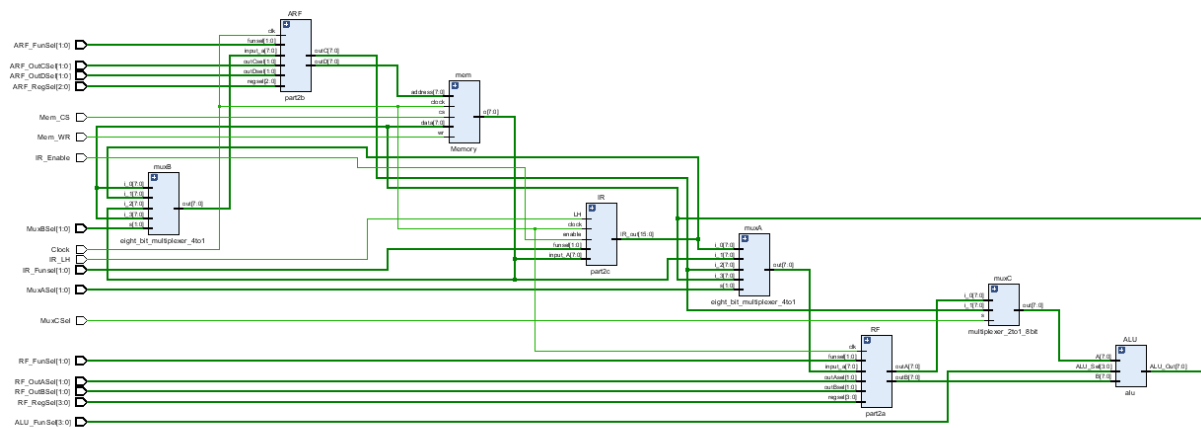 ARF
clk
ARF_FunSel[1:0]
funsel[1:0]
input_a[7:0]
outC[7:0]
ARF_OutCSel[1:0]
outCsel[1:0]
outD[7:0]
ARF_OutDSel[1:0]
outDsel[1:0]
ARF_RegSel[2:0]
regsel[2:0]
part2b
mem
address[7:0]
clock
Mem_CS
cs
o[7:0]
data[7:0]
Mem_WR
wr
Memory
IR_Enable
muxB
i_0[7:0]
i_1[7:0]
i_2[7:0]
out[7:0]
i_3[7:0]
MuxBSel[1:0]
s[1:0]
eight_bit_multiplexer_4to1
IR
LH
clock
enable
IR_out[15:0]
funsel[1:0]
input_A[7:0]
part2c
Clock
IR_LH
IR_Funsel[1:0]
MuxASel[1:0]
muxA
i_0[7:0]
i_1[7:0]
i_2[7:0]
out[7:0]
i_3[7:0]
s[1:0]
eight_bit_multiplexer_4to1
muxC
i_0[7:0]
i_1[7:0]
out[7:0]
s
multiplexer_2to1_8bit
MuxCSel
RF
clk
RF_FunSel[1:0]
funsel[1:0]
input_a[7:0]
outA[7:0]
RF_OutASel[1:0]
outAsel[1:0]
outB[7:0]
RF_OutBSel[1:0]
outBsel[1:0]
RF_RegSel[3:0]
regsel[3:0]
part2a
ALU
A[7:0]
ALU_Sel[3:0]
ALU_Out[7:0]
B[7:0]
alu
ALU_FunSel[3:0]